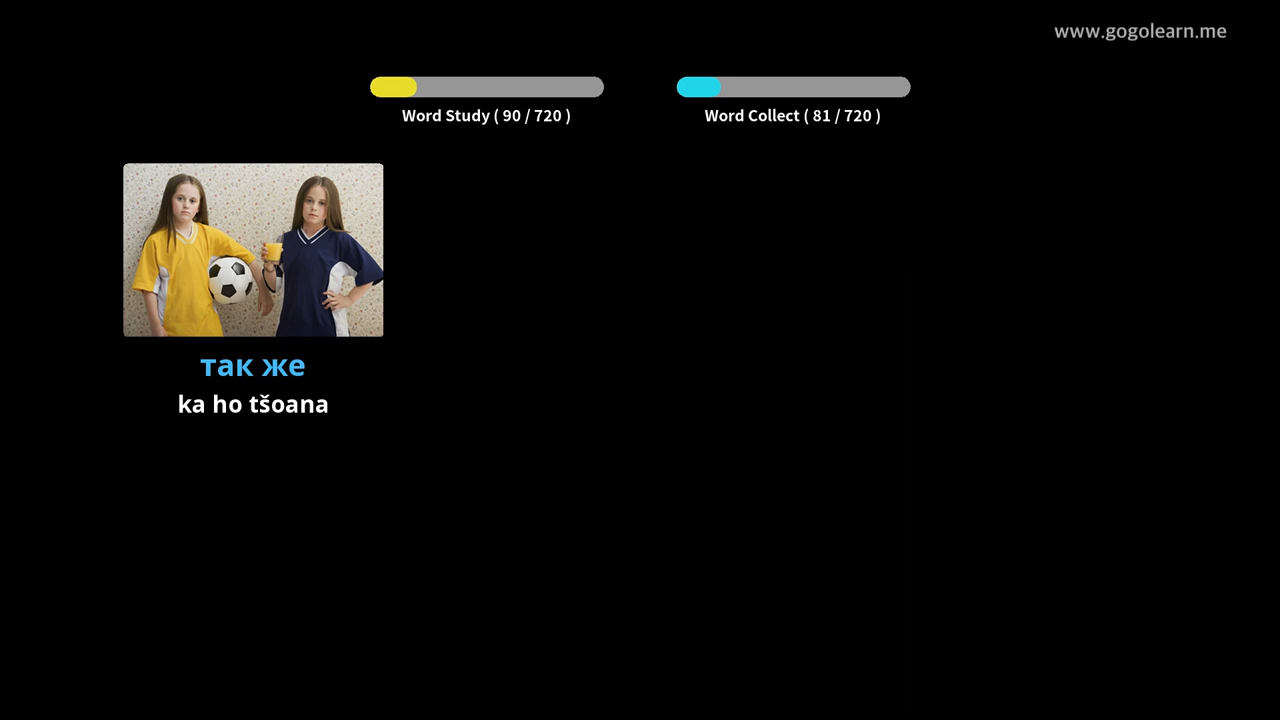 www.gogolearn.me
Word Study ( 90 / 720 )
Word Collect ( 81 / 720 )
так же
ka ho tšoana